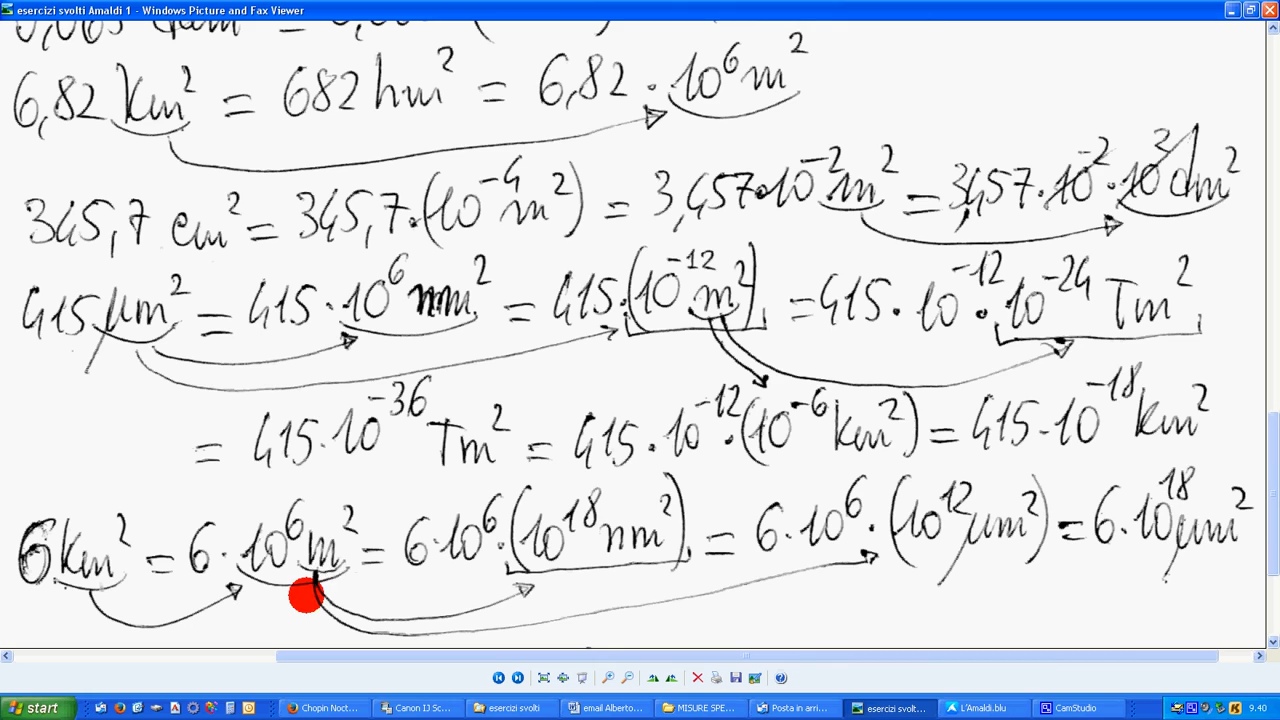 esercizi svolti Amaldi 1 - Windows Picture and Fax Viewer
6,82 km² = 682 hm² = 6,82 · 10⁶ m²
345,7 cm² = 345,7·(10⁻⁴ m²) = 3,457·10⁻² m² = 3,457·10⁻²·10² dm²
415 μm² = 415·10⁶ nm² = 415·(10⁻¹² m²) = 415·10⁻¹²·10⁻²⁴ Tm²
= 415·10⁻³⁶ Tm² = 415·10⁻¹²·(10⁻⁶ km²) = 415·10⁻¹⁸ km²
6 km² = 6·10⁶ m² = 6·10⁶·(10¹⁸ nm²) = 6·10⁶·(10¹² μm²) = 6·10¹⁸ μm²
start Chopin Noct... Canon IJ Sc... esercizi svolti email Alberto... MISURE SPE... Posta in arri... esercizi svolt... L'Amaldi.blu CamStudio 9.40